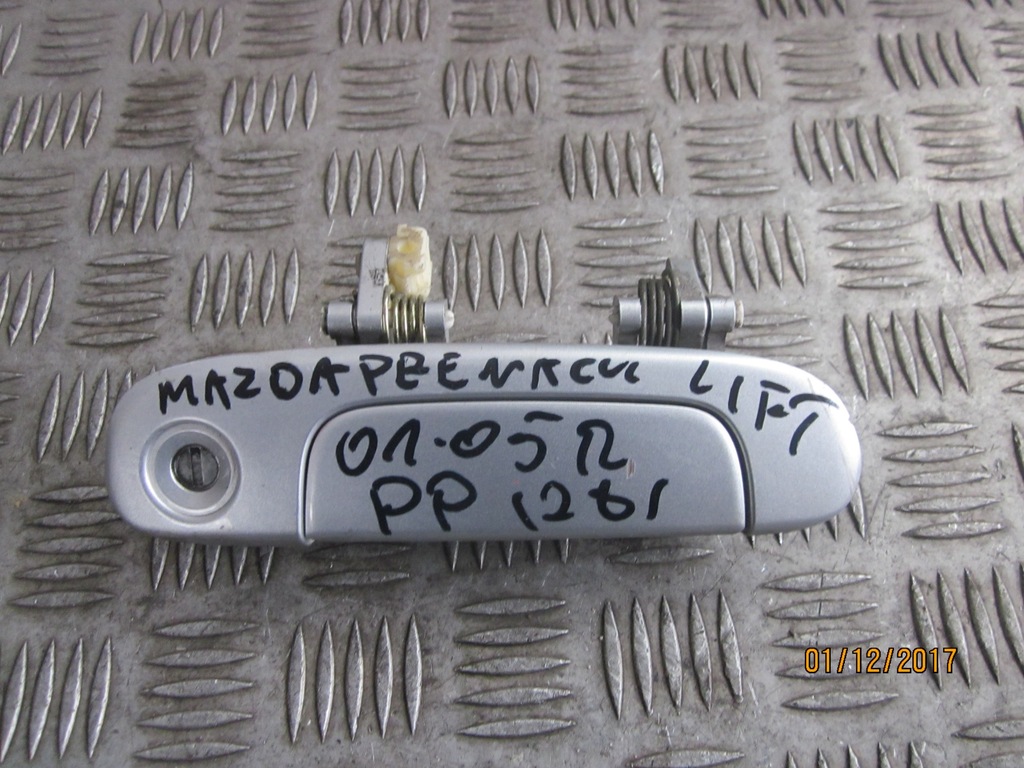 MAZDA PREMACY LIFT
01-05R
PP 1281
01/12/2017